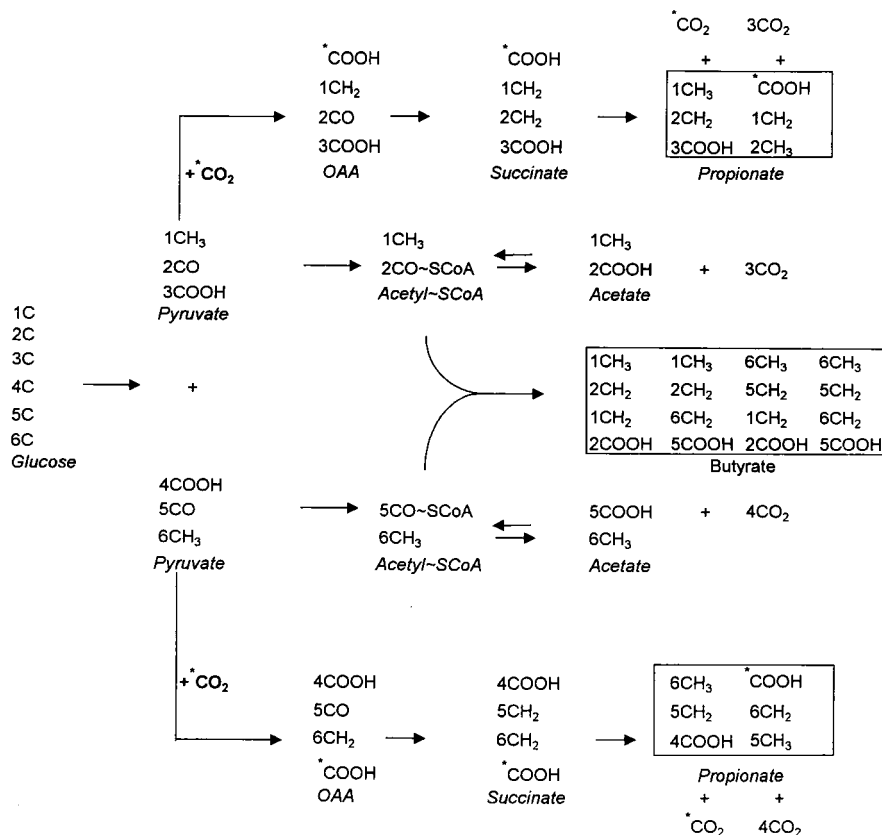 *CO₂ 3CO₂
+ +
*COOH *COOH 1CH₃ *COOH
1CH₂ 1CH₂ 2CH₂ 1CH₂
2CO 2CH₂ 3COOH 2CH₃
3COOH 3COOH Propionate
OAA Succinate
+*CO₂
1CH₃ 1CH₃ 1CH₃
2CO 2CO~SCoA 2COOH + 3CO₂
3COOH Acetyl~SCoA Acetate
Pyruvate
1C
2C
3C
4C
5C
6C
Glucose
+
1CH₃ 1CH₃ 6CH₃ 6CH₃
2CH₂ 2CH₂ 5CH₂ 5CH₂
1CH₂ 6CH₂ 1CH₂ 6CH₂
2COOH 5COOH 2COOH 5COOH
Butyrate
4COOH
5CO 5CO~SCoA 5COOH + 4CO₂
6CH₃ 6CH₃ 6CH₃
Pyruvate Acetyl~SCoA Acetate
+*CO₂
4COOH 4COOH 6CH₃ *COOH
5CO 5CH₂ 5CH₂ 6CH₂
6CH₂ 6CH₂ 4COOH 5CH₃
*COOH *COOH Propionate
OAA Succinate
+ +
*CO₂ 4CO₂